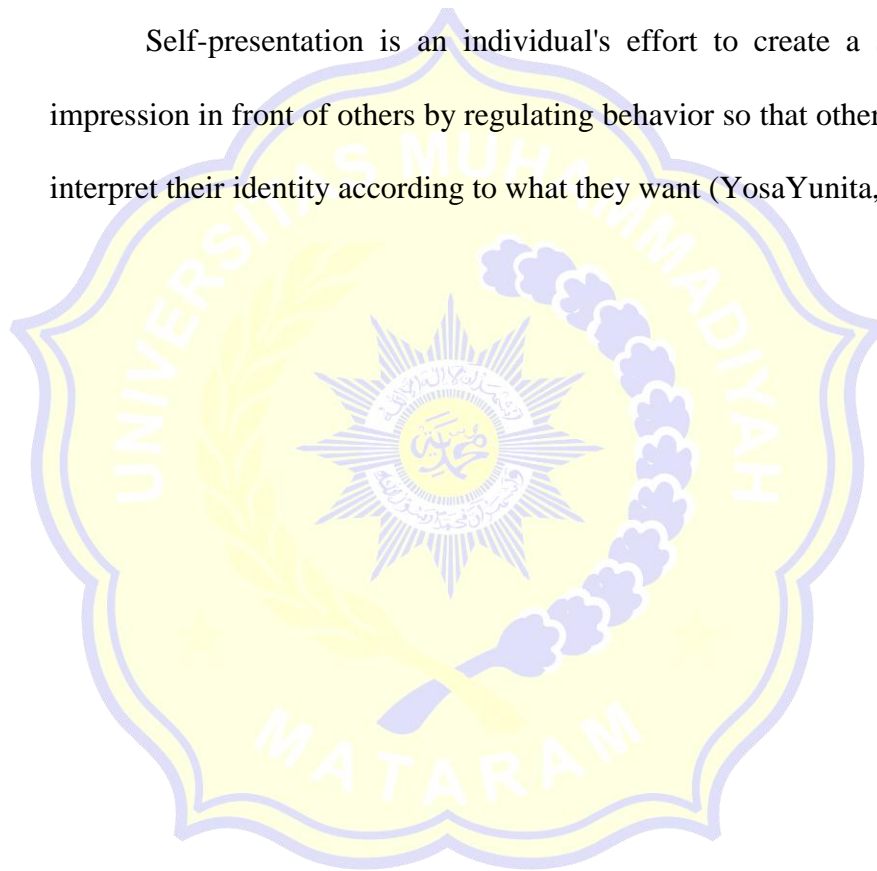 Self-presentation is an individual's effort to create a
impression in front of others by regulating behavior so that other
interpret their identity according to what they want (YosaYunita,
UNIVERSITAS MUHAMMADIYAH
MATARAM